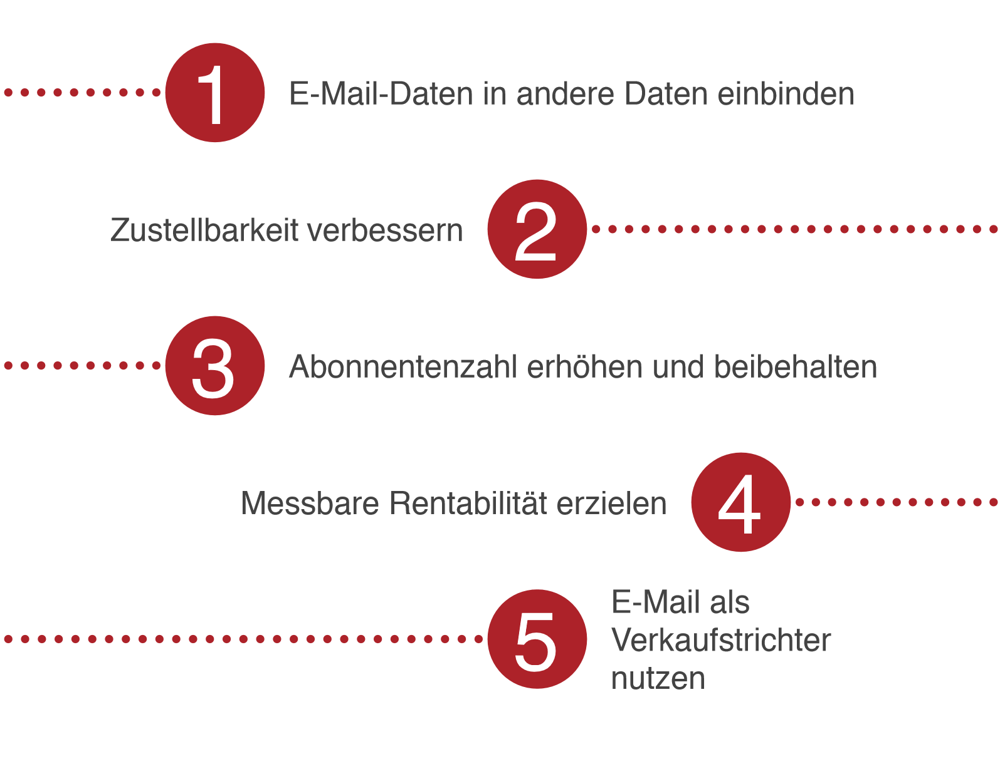 1 E-Mail-Daten in andere Daten einbinden
Zustellbarkeit verbessern 2
3 Abonnentenzahl erhöhen und beibehalten
Messbare Rentabilität erzielen 4
5 E-Mail als
Verkaufstrichter
nutzen